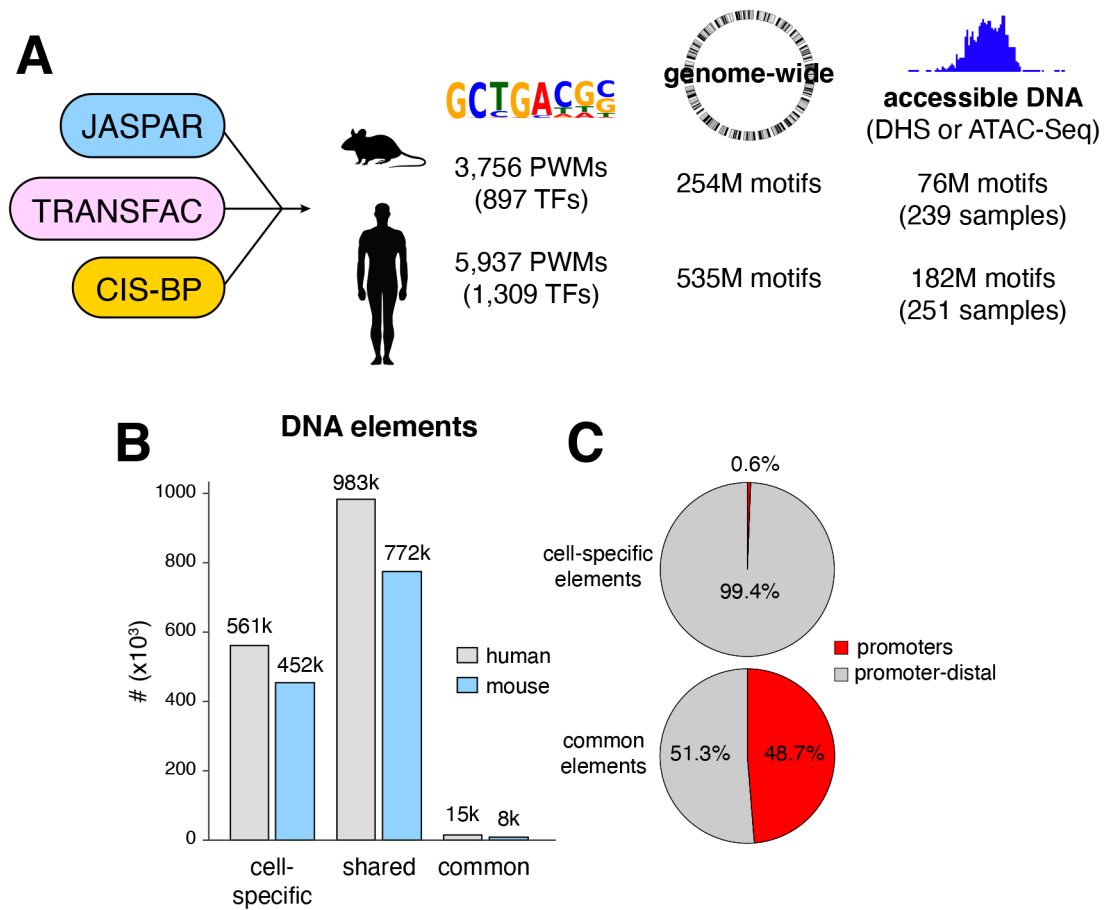 A
JASPAR
TRANSFAC
CIS-BP
GCTGACGC
genome-wide
accessible DNA
(DHS or ATAC-Seq)
3,756 PWMs
(897 TFs)
254M motifs
76M motifs
(239 samples)
5,937 PWMs
(1,309 TFs)
535M motifs
182M motifs
(251 samples)
B
DNA elements
# (x10³)
1000
800
600
400
200
0
561k
452k
983k
772k
15k
8k
human
mouse
cell-
specific
shared
common
C
0.6%
cell-specific
elements
99.4%
promoters
promoter-distal
common
elements
51.3%
48.7%